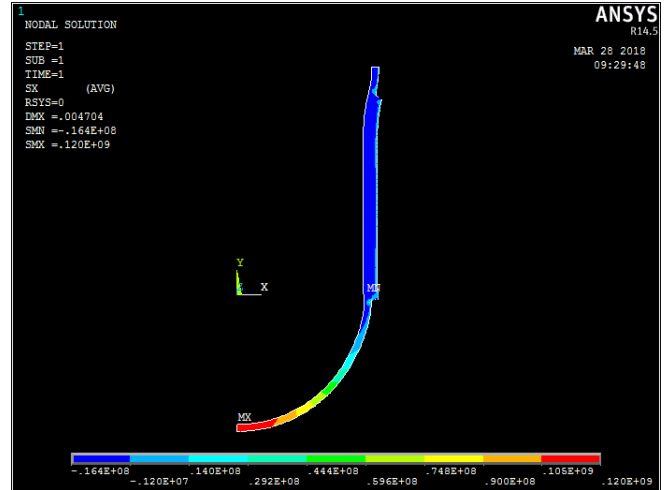 1
NODAL SOLUTION
ANSYS
R14.5
STEP=1
SUB =1
TIME=1
SX (AVG)
RSYS=0
DMX =.004704
SMN =-.164E+08
SMX =.120E+09
MAR 28 2018
09:29:48
Y
X
MN
MX
-.164E+08
-.120E+07
.140E+08
.292E+08
.444E+08
.596E+08
.748E+08
.900E+08
.105E+09
.120E+09